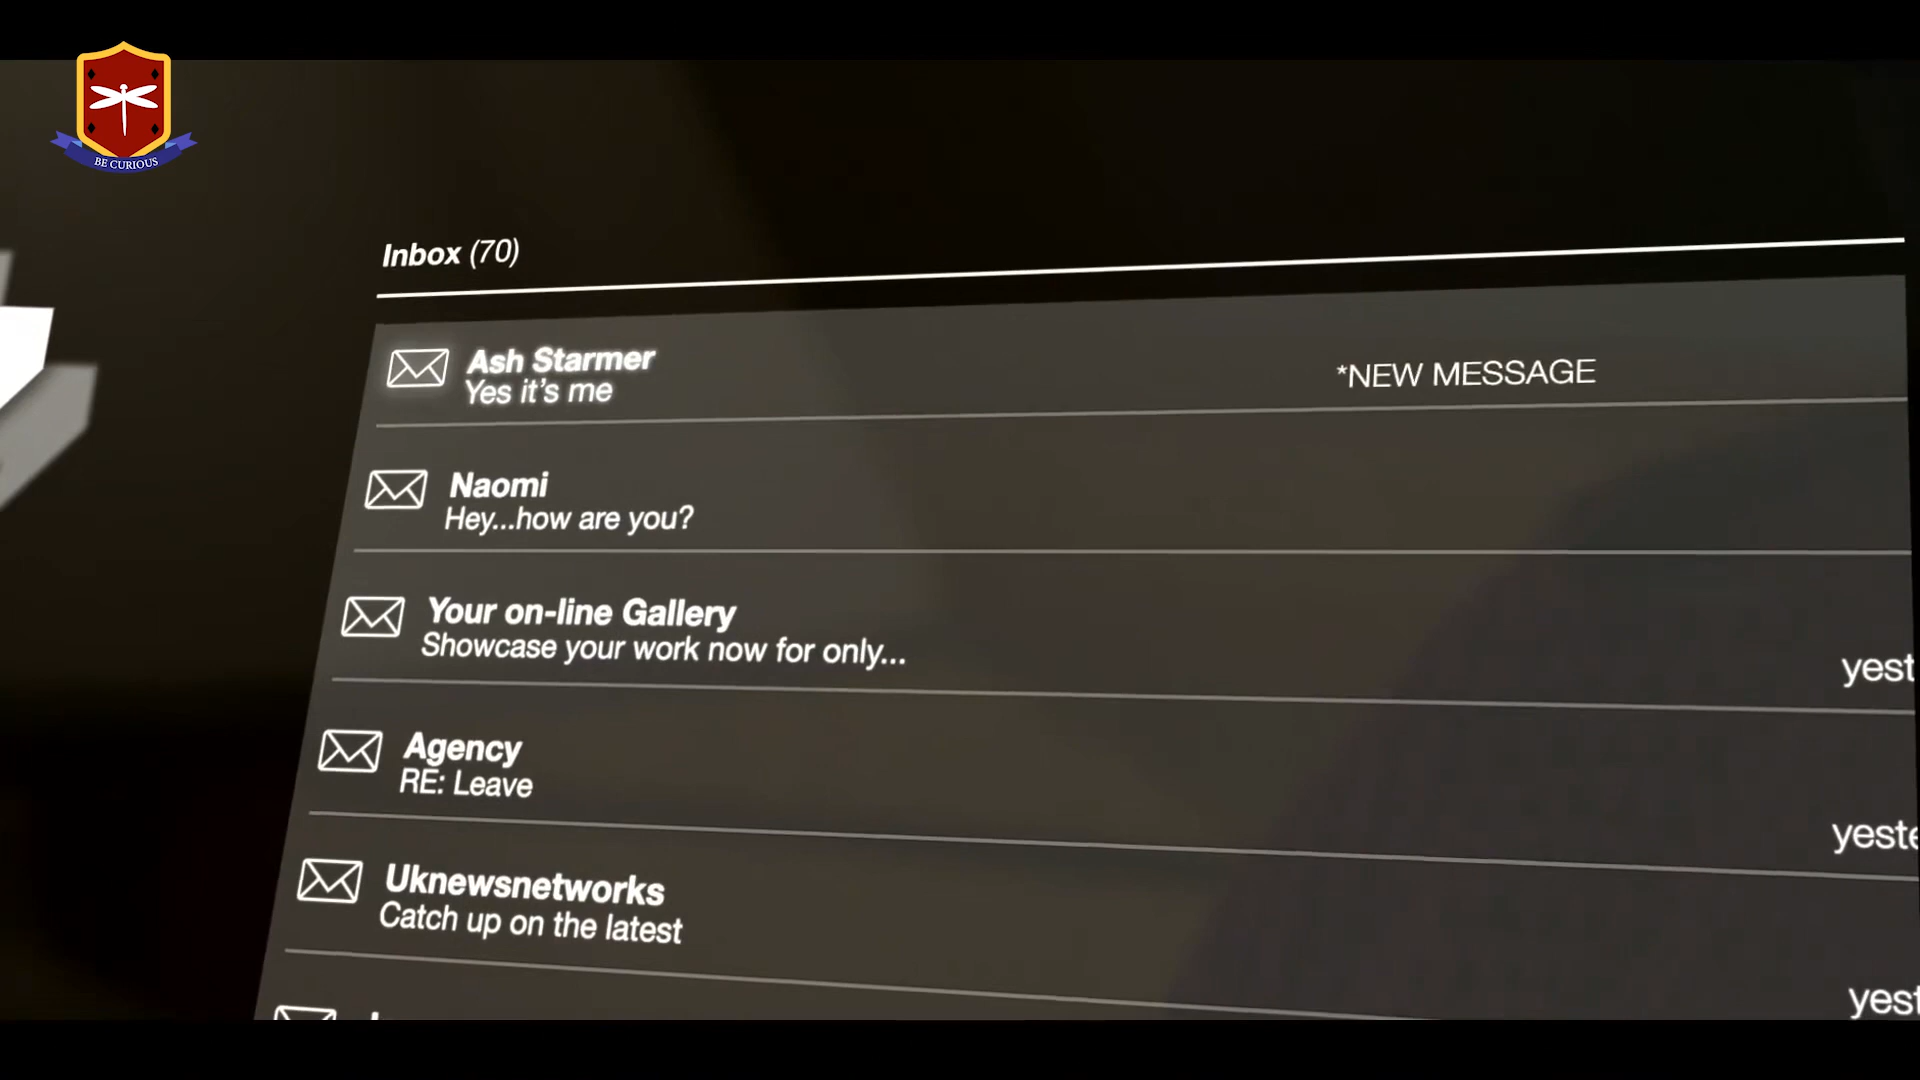 BE CURIOUS
Inbox (70)
Ash Starmer
Yes it's me
*NEW MESSAGE
Naomi
Hey...how are you?
Your on-line Gallery
Showcase your work now for only...
yest
Agency
RE: Leave
yeste
Uknewsnetworks
Catch up on the latest
yest